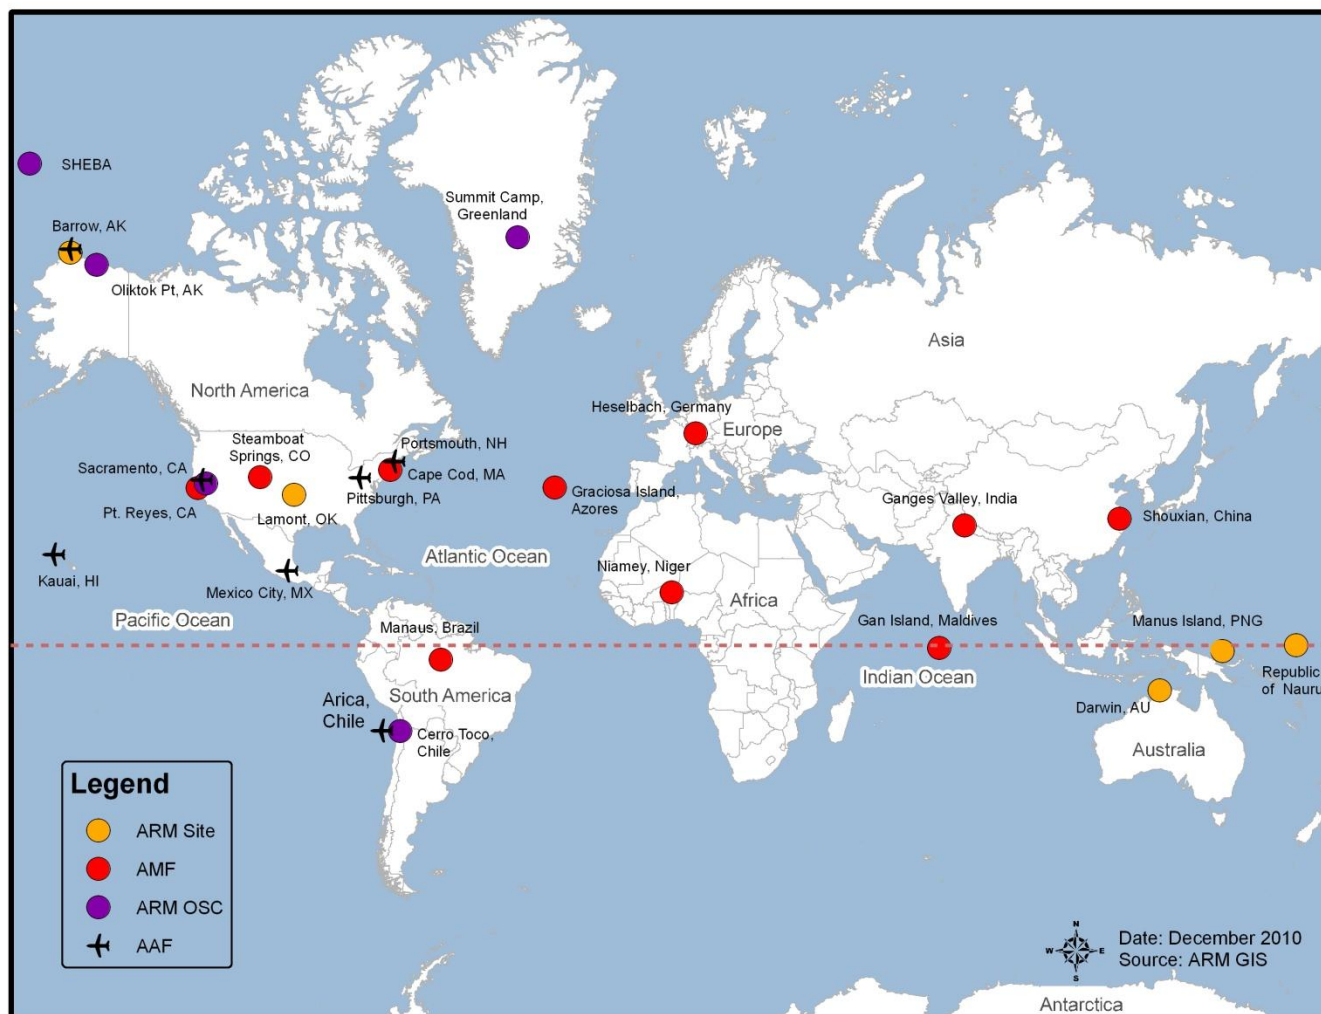 SHEBA
Summit Camp,
Greenland
Barrow, AK
Oliktok Pt, AK
Asia
North America
Heselbach, Germany
Europe
Steamboat
Springs, CO
Portsmouth, NH
Sacramento, CA
Cape Cod, MA
Pittsburgh, PA
Graciosa Island,
Azores
Ganges Valley, India
Pt. Reyes, CA
Lamont, OK
Shouxian, China
Atlantic Ocean
Kauai, HI
Mexico City, MX
Niamey, Niger
Africa
Pacific Ocean
Manaus, Brazil
Gan Island, Maldives
Manus Island, PNG
Indian Ocean
Republic
of Nauru
South America
Arica,
Chile
Darwin, AU
Cerro Toco,
Chile
Australia
Legend
ARM Site
AMF
ARM OSC
AAF
N
W
E
S
Date: December 2010
Source: ARM GIS
Antarctica